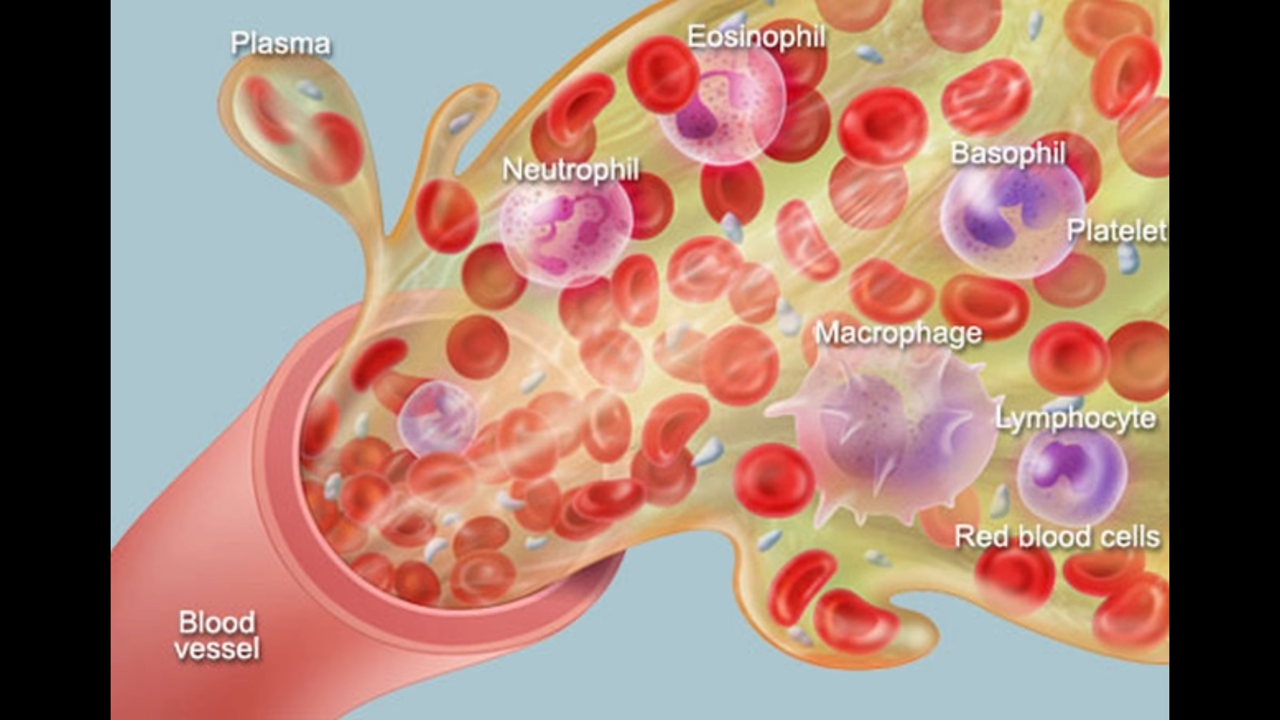 Plasma
Eosinophil
Neutrophil
Basophil
Platelet
Macrophage
Lymphocyte
Red blood cells
Blood
vessel